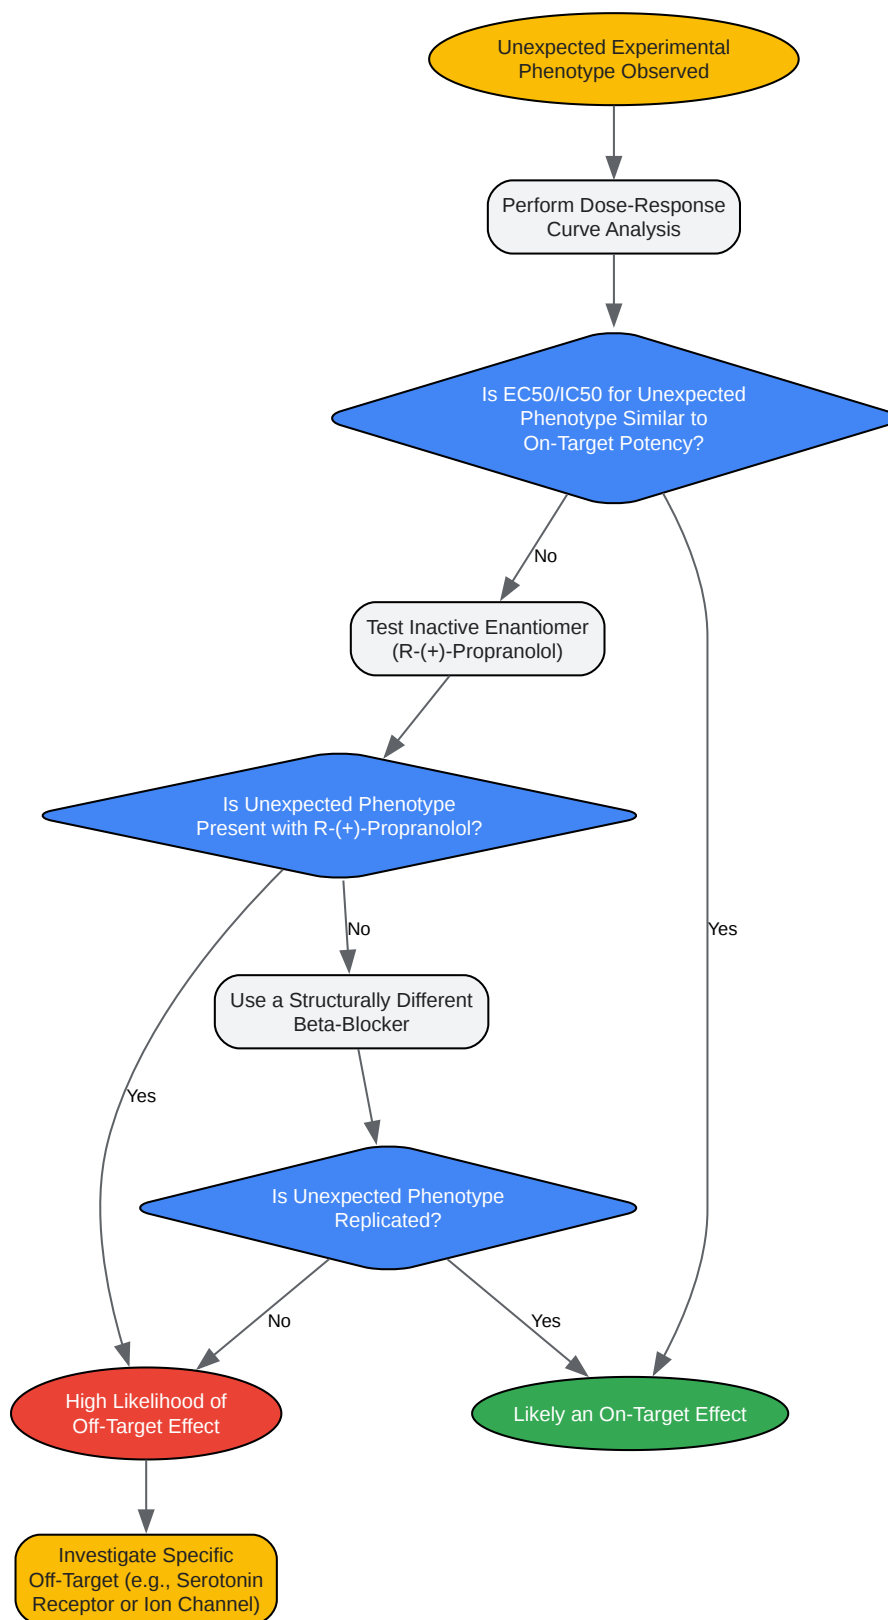 Unexpected Experimental
Phenotype Observed
Perform Dose-Response
Curve Analysis
Is EC50/IC50 for Unexpected
Phenotype Similar to
On-Target Potency?
No
Test Inactive Enantiomer
(R-(+)-Propranolol)
Is Unexpected Phenotype
Present with R-(+)-Propranolol?
No
Yes
Use a Structurally Different
Beta-Blocker
Yes
Is Unexpected Phenotype
Replicated?
No
Yes
High Likelihood of
Off-Target Effect
Likely an On-Target Effect
Investigate Specific
Off-Target (e.g., Serotonin
Receptor or Ion Channel)